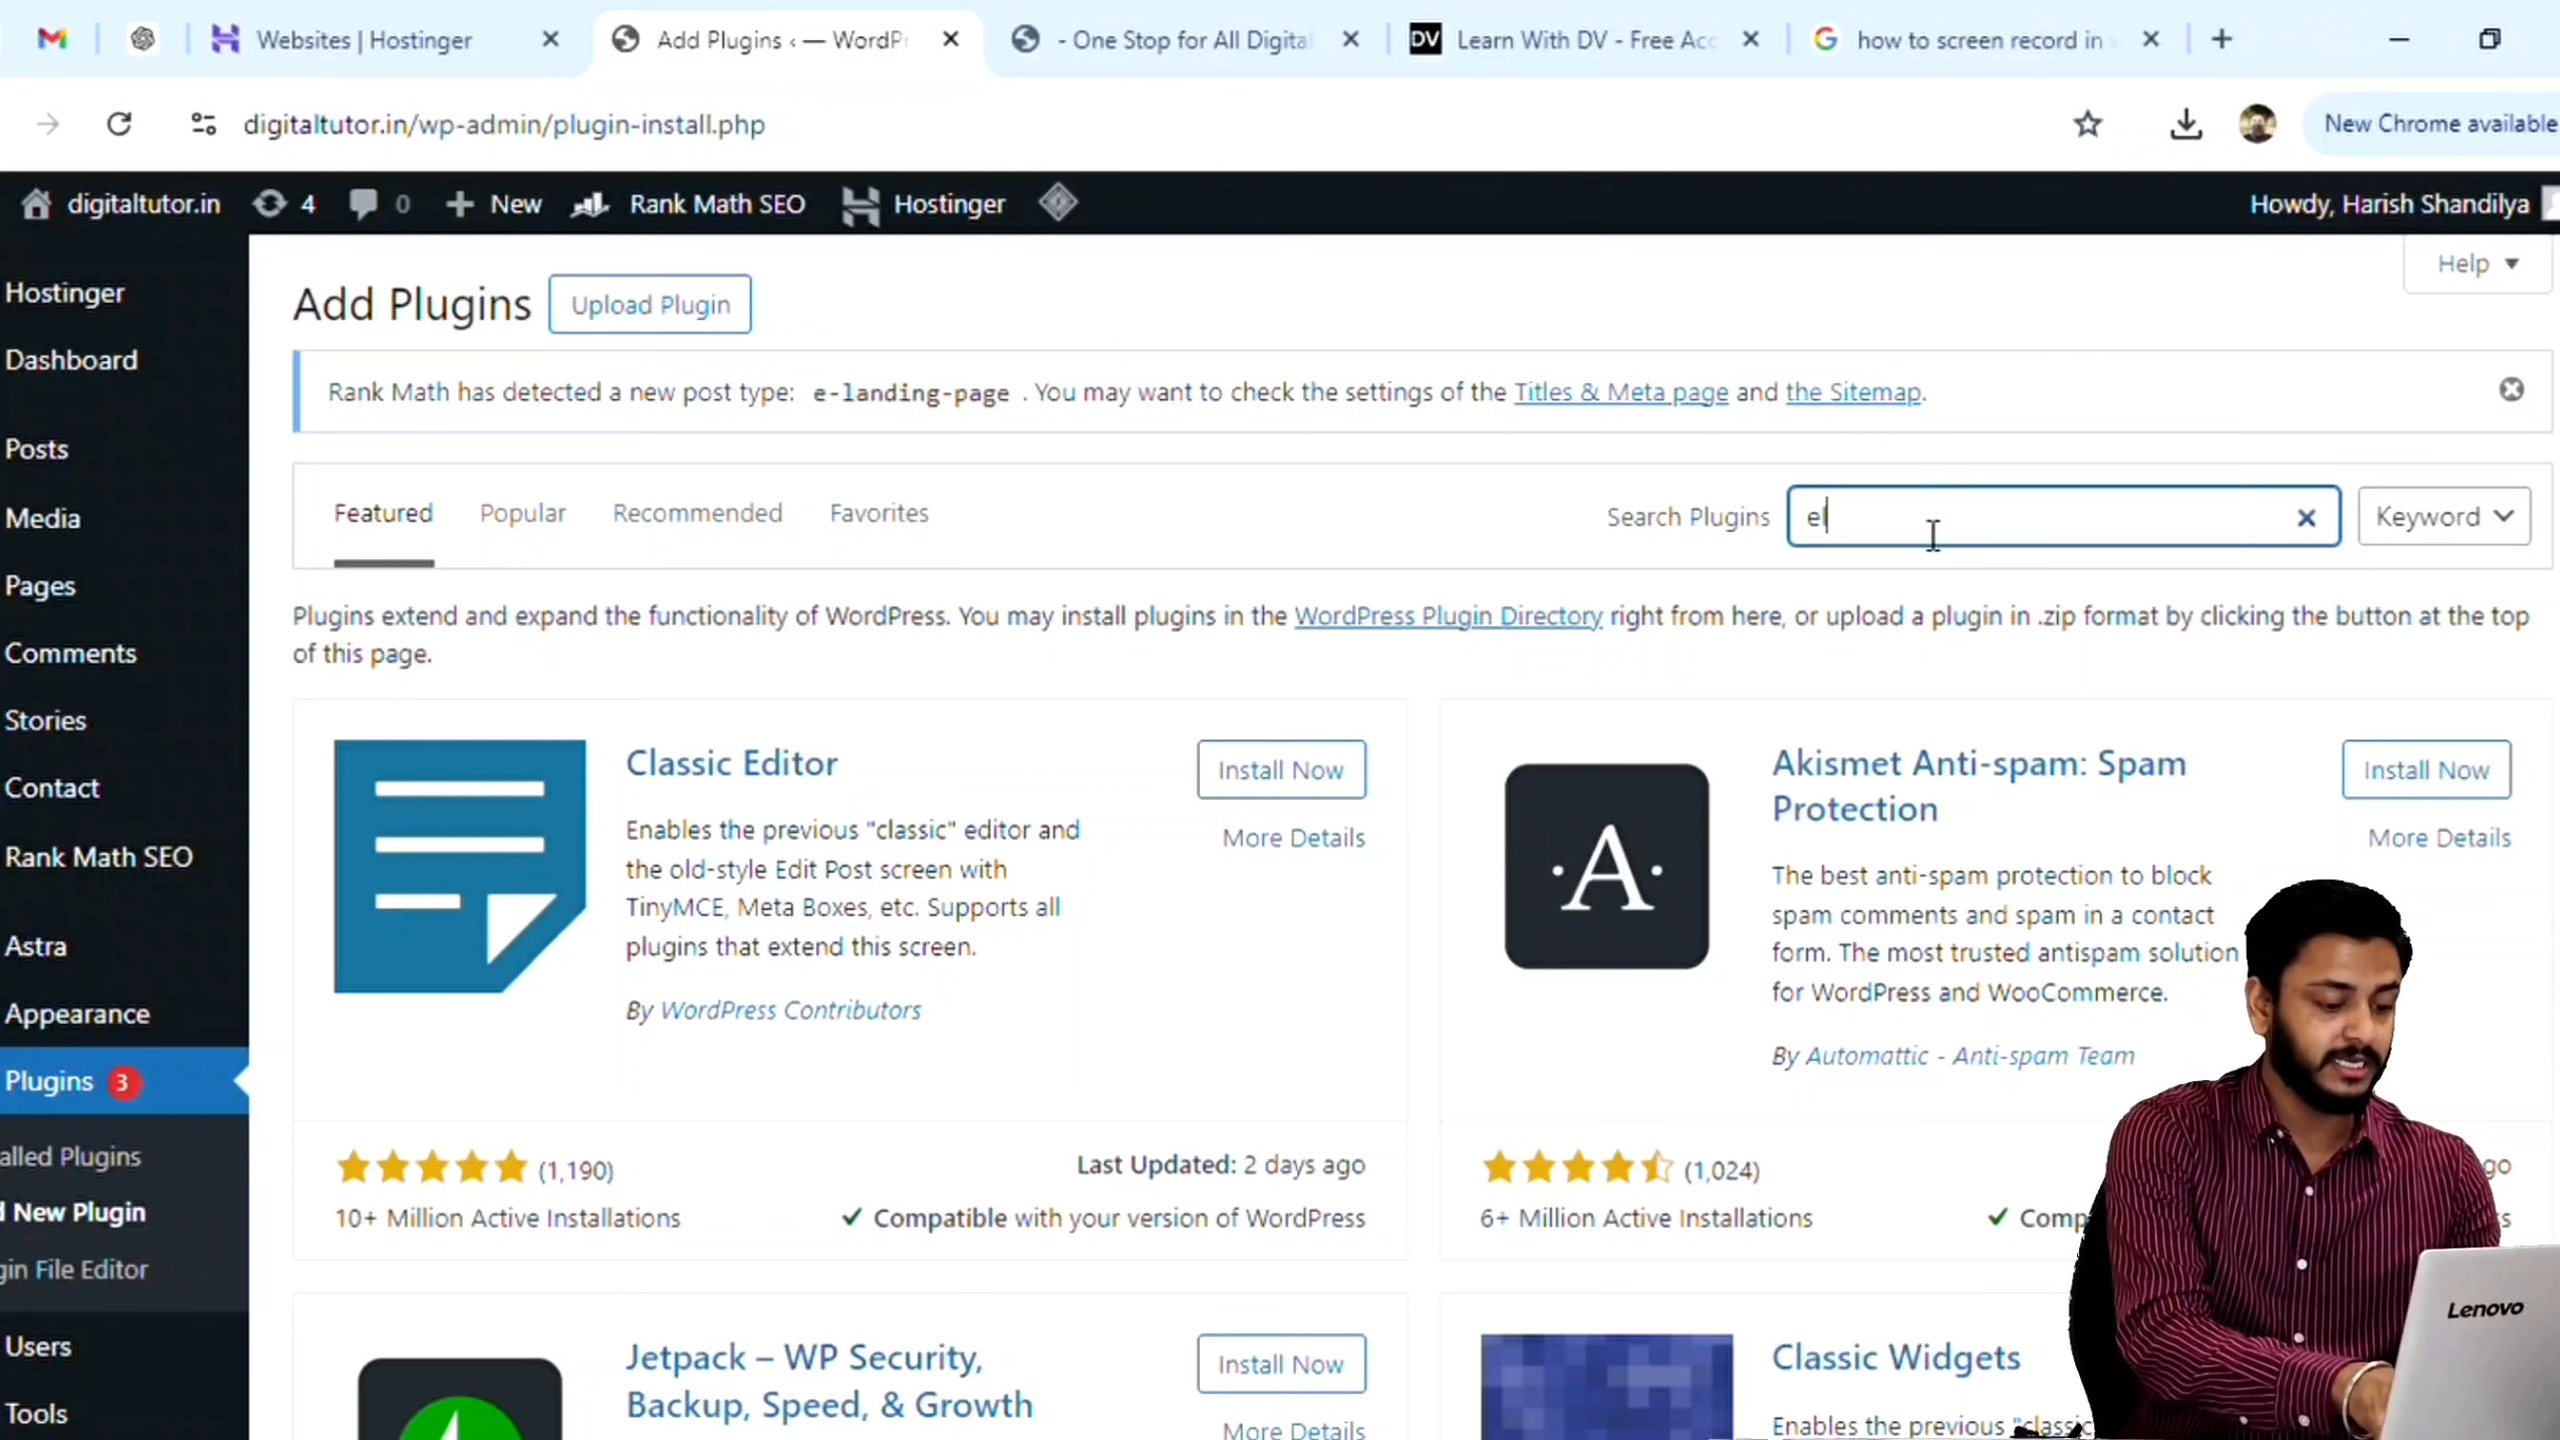 Websites | Hostinger
Add Plugins ‹ — WordPr
- One Stop for All Digital
DV
Learn With DV - Free Acc
how to screen record in
digitaltutor.in/wp-admin/plugin-install.php
New Chrome available
digitaltutor.in
4
0
New
Rank Math SEO
Hostinger
Howdy, Harish Shandilya
Hostinger
Dashboard
Posts
Media
Pages
Comments
Stories
Contact
Rank Math SEO
Astra
Appearance
Plugins 3
alled Plugins
d New Plugin
gin File Editor
Users
Tools
Help
Add Plugins
Upload Plugin
Rank Math has detected a new post type: e-landing-page . You may want to check the settings of the Titles & Meta page and the Sitemap.
Featured
Popular
Recommended
Favorites
Search Plugins
el
Keyword
Plugins extend and expand the functionality of WordPress. You may install plugins in the WordPress Plugin Directory right from here, or upload a plugin in .zip format by clicking the button at the top
of this page.
Classic Editor
Install Now
More Details
Enables the previous "classic" editor and
the old-style Edit Post screen with
TinyMCE, Meta Boxes, etc. Supports all
plugins that extend this screen.
By WordPress Contributors
(1,190)
Last Updated: 2 days ago
10+ Million Active Installations
Compatible with your version of WordPress
·A·
Akismet Anti-spam: Spam
Protection
Install Now
More Details
The best anti-spam protection to block
spam comments and spam in a contact
form. The most trusted antispam solution
for WordPress and WooCommerce.
By Automattic - Anti-spam Team
(1,024)
go
6+ Million Active Installations
Comp
s
Jetpack – WP Security,
Backup, Speed, & Growth
Install Now
More Details
Classic Widgets
Enables the previous "classic
Lenovo